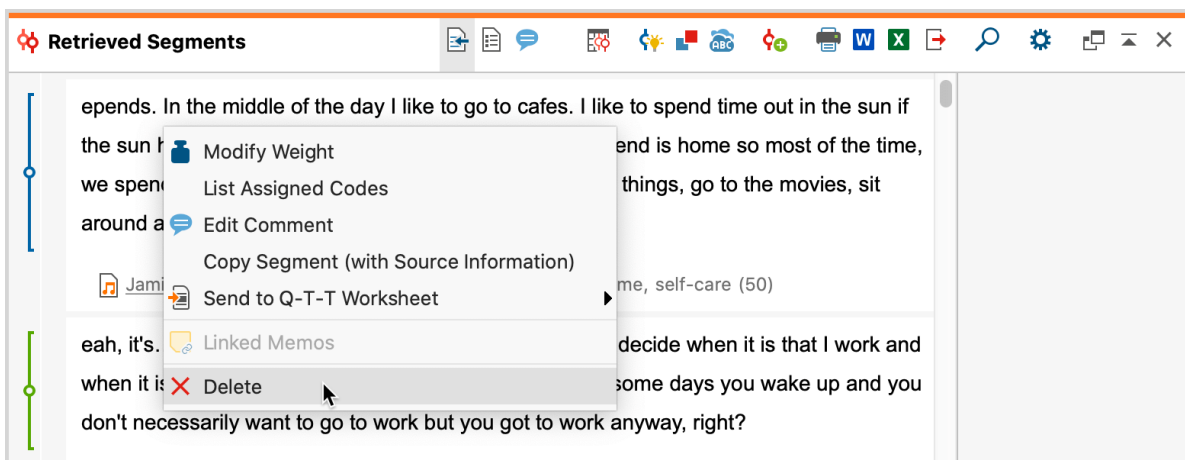 Retrieved Segments
ABC
W
X
epends. In the middle of the day I like to go to cafes. I like to spend time out in the sun if
the sun
end is home so most of the time,
we spen
things, go to the movies, sit
around a
Modify Weight
List Assigned Codes
Edit Comment
Copy Segment (with Source Information)
Send to Q-T-T Worksheet
Linked Memos
Delete
Jami
me, self-care (50)
eah, it's.
decide when it is that I work and
when it is
some days you wake up and you
don't necessarily want to go to work but you got to work anyway, right?